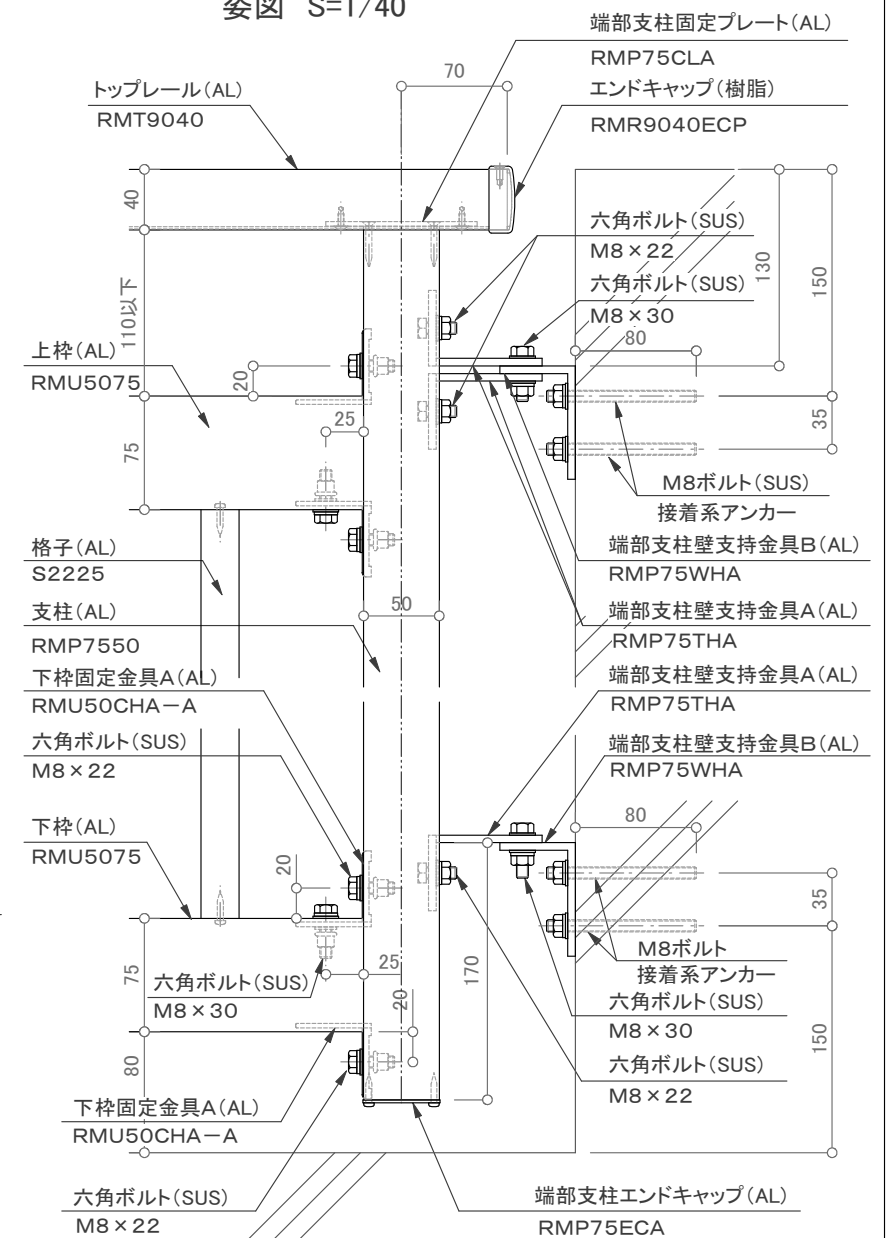 姿図 S=1/40
端部支柱固定プレート(AL)
RMP75CLA
70
トップレール(AL)
RMT9040
エンドキャップ(樹脂)
RMR9040ECP
40
六角ボルト(SUS)
M8×22
130
150
110以下
六角ボルト(SUS)
M8×30
80
上枠(AL)
RMU5075
20
25
35
75
M8ボルト(SUS)
接着系アンカー
格子(AL)
S2225
端部支柱壁支持金具B(AL)
RMP75WHA
50
支柱(AL)
RMP7550
端部支柱壁支持金具A(AL)
RMP75THA
下枠固定金具A(AL)
RMU50CHA-A
端部支柱壁支持金具A(AL)
RMP75THA
六角ボルト(SUS)
M8×22
端部支柱壁支持金具B(AL)
RMP75WHA
80
下枠(AL)
RMU5075
20
35
75
25
170
M8ボルト
接着系アンカー
六角ボルト(SUS)
M8×30
20
六角ボルト(SUS)
M8×30
150
80
六角ボルト(SUS)
M8×22
下枠固定金具A(AL)
RMU50CHA-A
六角ボルト(SUS)
M8×22
端部支柱エンドキャップ(AL)
RMP75ECA